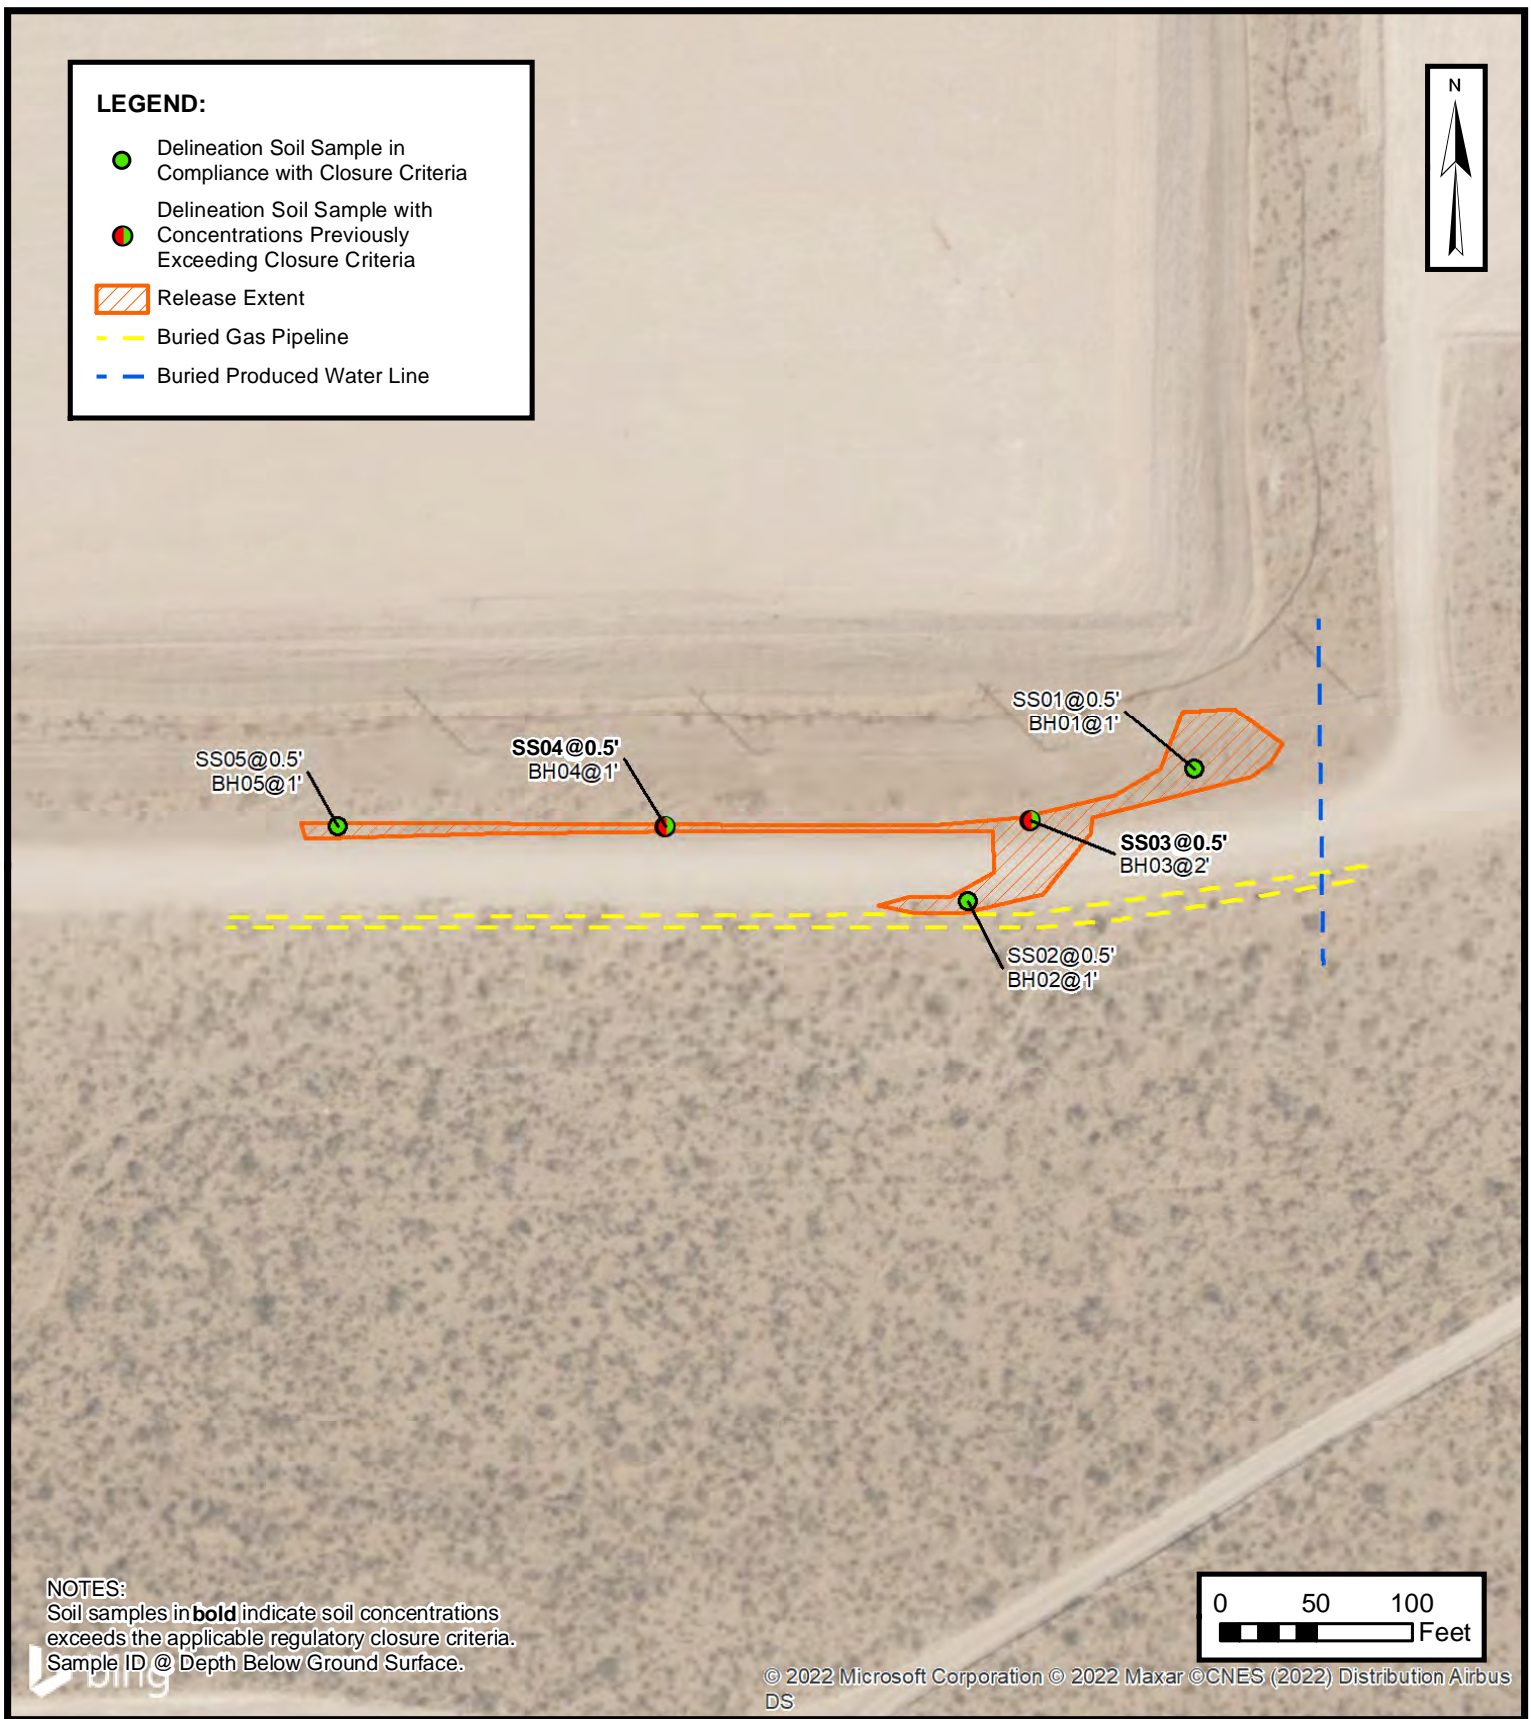 LEGEND:
Delineation Soil Sample in
Compliance with Closure Criteria
Delineation Soil Sample with
Concentrations Previously
Exceeding Closure Criteria
Release Extent
Buried Gas Pipeline
Buried Produced Water Line
N
SS01@0.5'
BH01@1'
SS05@0.5'
BH05@1'
SS04@0.5'
BH04@1'
SS03@0.5'
BH03@2'
SS02@0.5'
BH02@1'
NOTES:
Soil samples in bold indicate soil concentrations
exceeds the applicable regulatory closure criteria.
Sample ID @ Depth Below Ground Surface.
bing
0 50 100
Feet
© 2022 Microsoft Corporation © 2022 Maxar ©CNES (2022) Distribution Airbus
DS